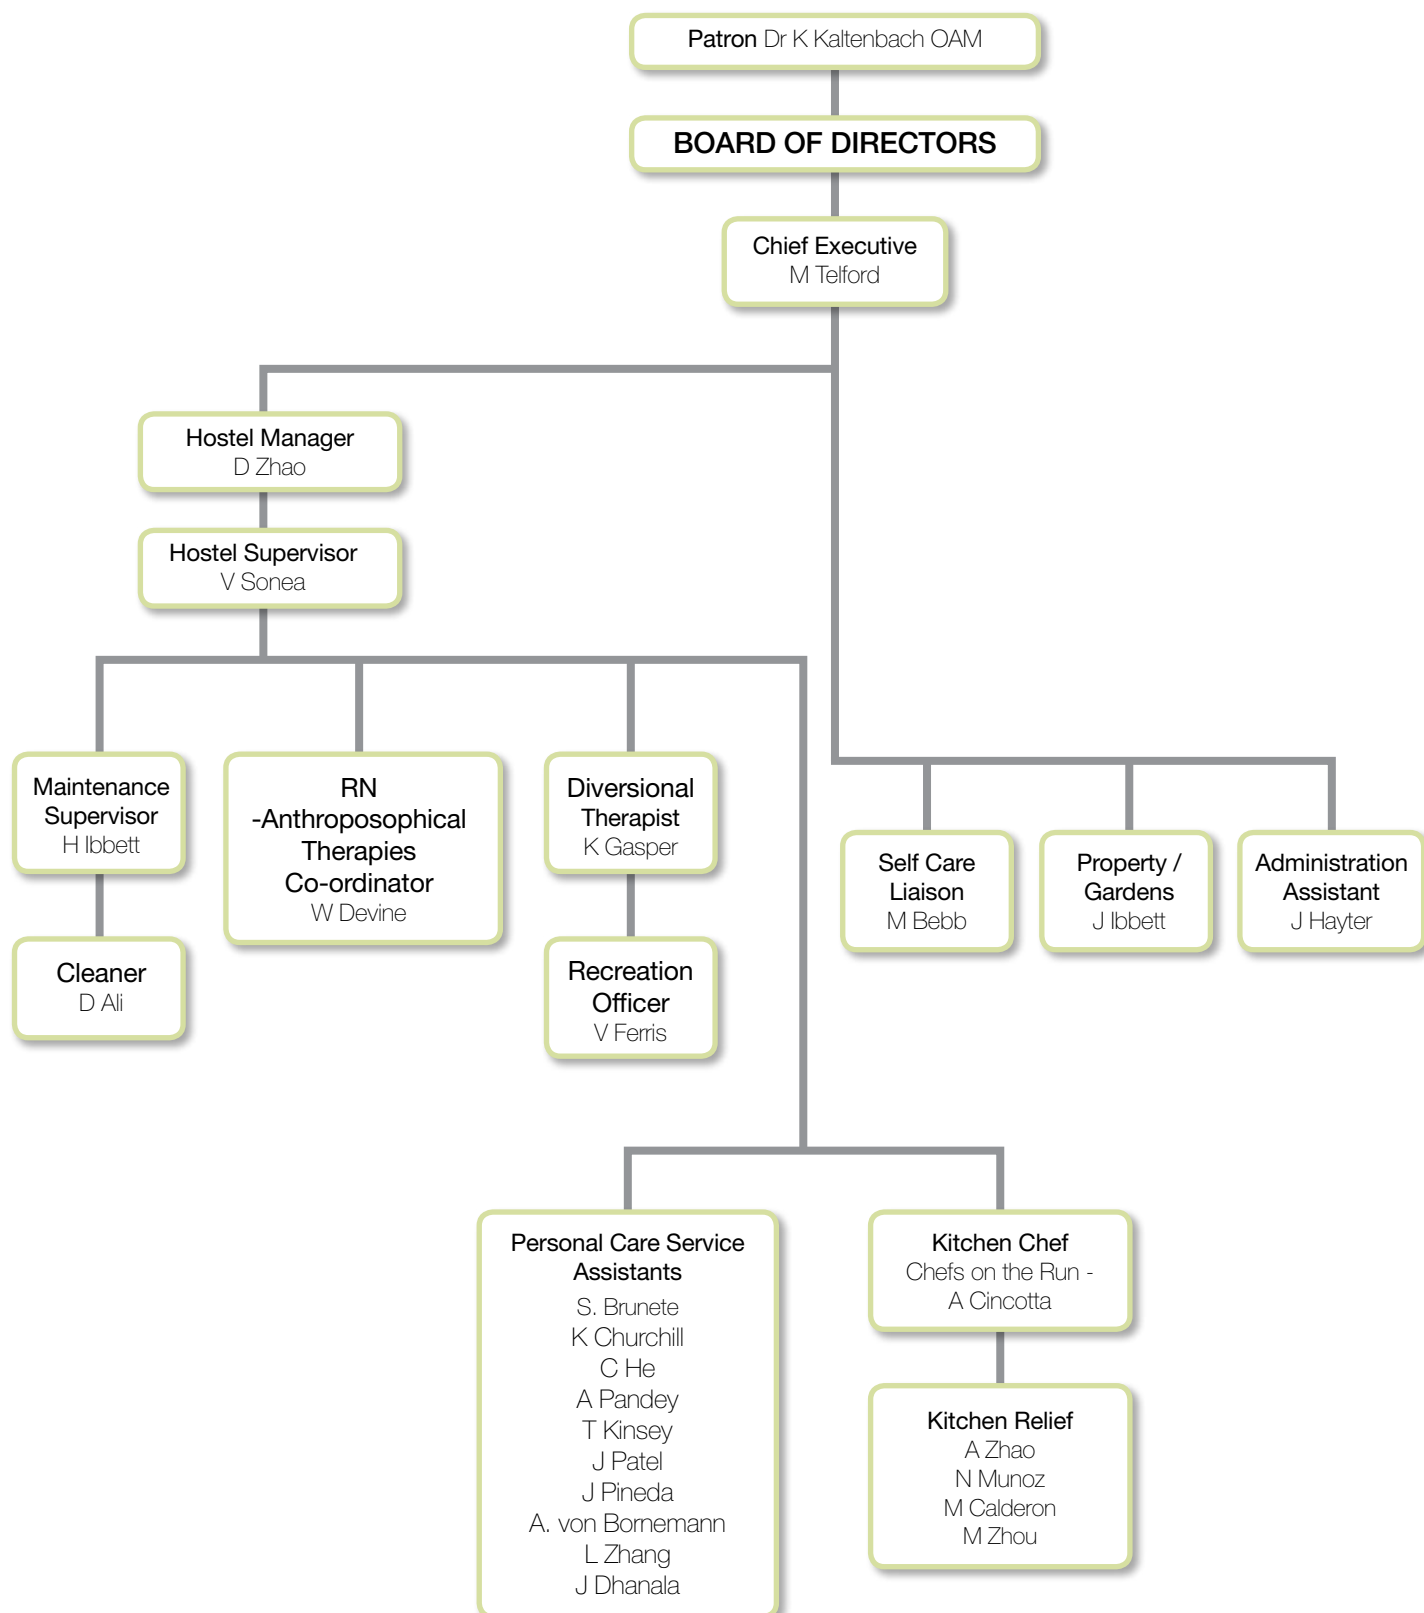 Patron Dr K Kaltenbach OAM
BOARD OF DIRECTORS
Chief Executive
M Telford
Hostel Manager
D Zhao
Hostel Supervisor
V Sonea
Maintenance
Supervisor
H Ibbett
RN
-Anthroposophical
Therapies
Co-ordinator
W Devine
Diversional
Therapist
K Gasper
Self Care
Liaison
M Bebb
Property /
Gardens
J Ibbett
Administration
Assistant
J Hayter
Cleaner
D Ali
Recreation
Officer
V Ferris
Personal Care Service
Assistants
S. Brunete
K Churchill
C He
A Pandey
T Kinsey
J Patel
J Pineda
A. von Bornemann
L Zhang
J Dhanala
Kitchen Chef
Chefs on the Run -
A Cincotta
Kitchen Relief
A Zhao
N Munoz
M Calderon
M Zhou